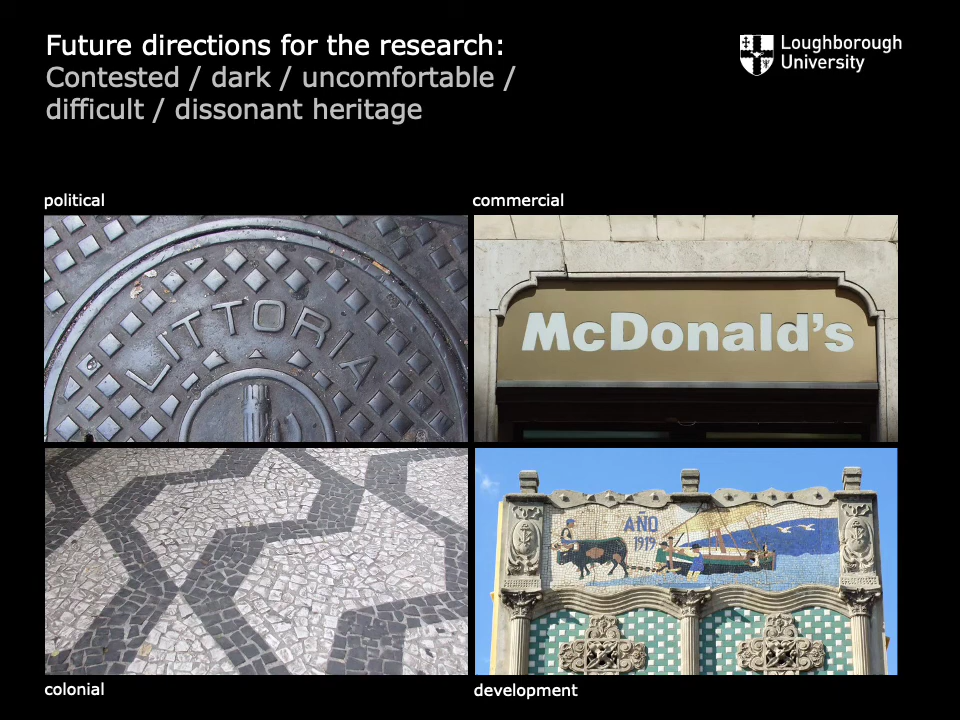 Future directions for the research:
Contested / dark / uncomfortable /
difficult / dissonant heritage
Loughborough
University
political
commercial
LITTORIA
McDonald's
AÑO
1919
colonial
development